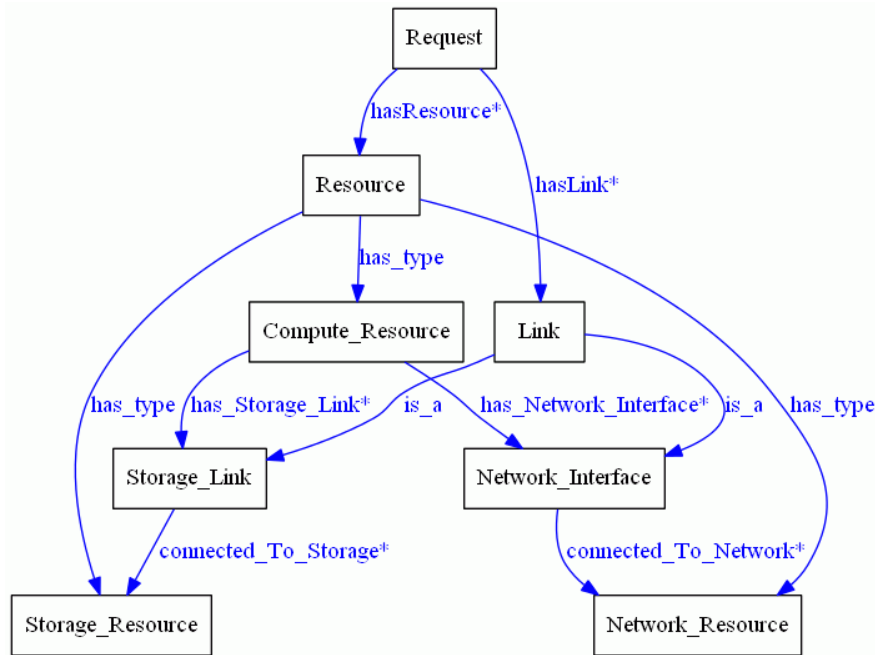 Request
hasResource*
Resource
hasLink*
has_type
Compute_Resource
Link
has_type
has_Storage_Link*
is_a
has_Network_Interface*
is_a
has_type
Storage_Link
Network_Interface
connected_To_Storage*
connected_To_Network*
Storage_Resource
Network_Resource